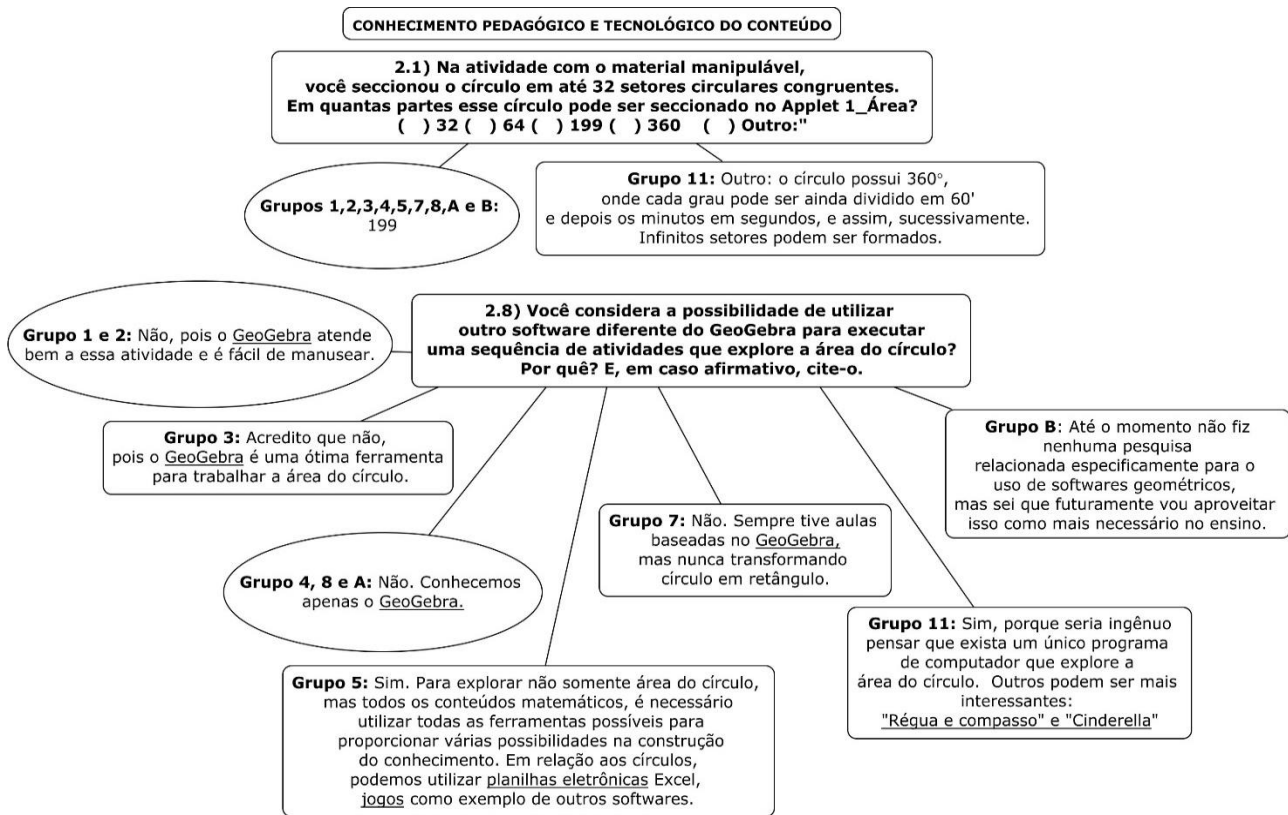 CONHECIMENTO PEDAGÓGICO E TECNOLÓGICO DO CONTEÚDO
2.1) Na atividade com o material manipulável,
você seccionou o círculo em até 32 setores circulares congruentes.
Em quantas partes esse círculo pode ser seccionado no Applet 1_Área?
( ) 32 ( ) 64 ( ) 199 ( ) 360 ( ) Outro:"
Grupos 1,2,3,4,5,7,8,A e B:
199
Grupo 11: Outro: o círculo possui 360°,
onde cada grau pode ser ainda dividido em 60'
e depois os minutos em segundos, e assim, sucessivamente.
Infinitos setores podem ser formados.
2.8) Você considera a possibilidade de utilizar
outro software diferente do GeoGebra para executar
uma sequência de atividades que explore a área do círculo?
Por quê? E, em caso afirmativo, cite-o.
Grupo 1 e 2: Não, pois o GeoGebra atende
bem a essa atividade e é fácil de manusear.
Grupo 3: Acredito que não,
pois o GeoGebra é uma ótima ferramenta
para trabalhar a área do círculo.
Grupo 4, 8 e A: Não. Conhecemos
apenas o GeoGebra.
Grupo 5: Sim. Para explorar não somente área do círculo,
mas todos os conteúdos matemáticos, é necessário
utilizar todas as ferramentas possíveis para
proporcionar várias possibilidades na construção
do conhecimento. Em relação aos círculos,
podemos utilizar planilhas eletrônicas Excel,
jogos como exemplo de outros softwares.
Grupo 7: Não. Sempre tive aulas
baseadas no GeoGebra,
mas nunca transformando
círculo em retângulo.
Grupo 11: Sim, porque seria ingênuo
pensar que exista um único programa
de computador que explore a
área do círculo. Outros podem ser mais
interessantes:
"Régua e compasso" e "Cinderella"
Grupo B: Até o momento não fiz
nenhuma pesquisa
relacionada especificamente para o
uso de softwares geométricos,
mas sei que futuramente vou aproveitar
isso como mais necessário no ensino.